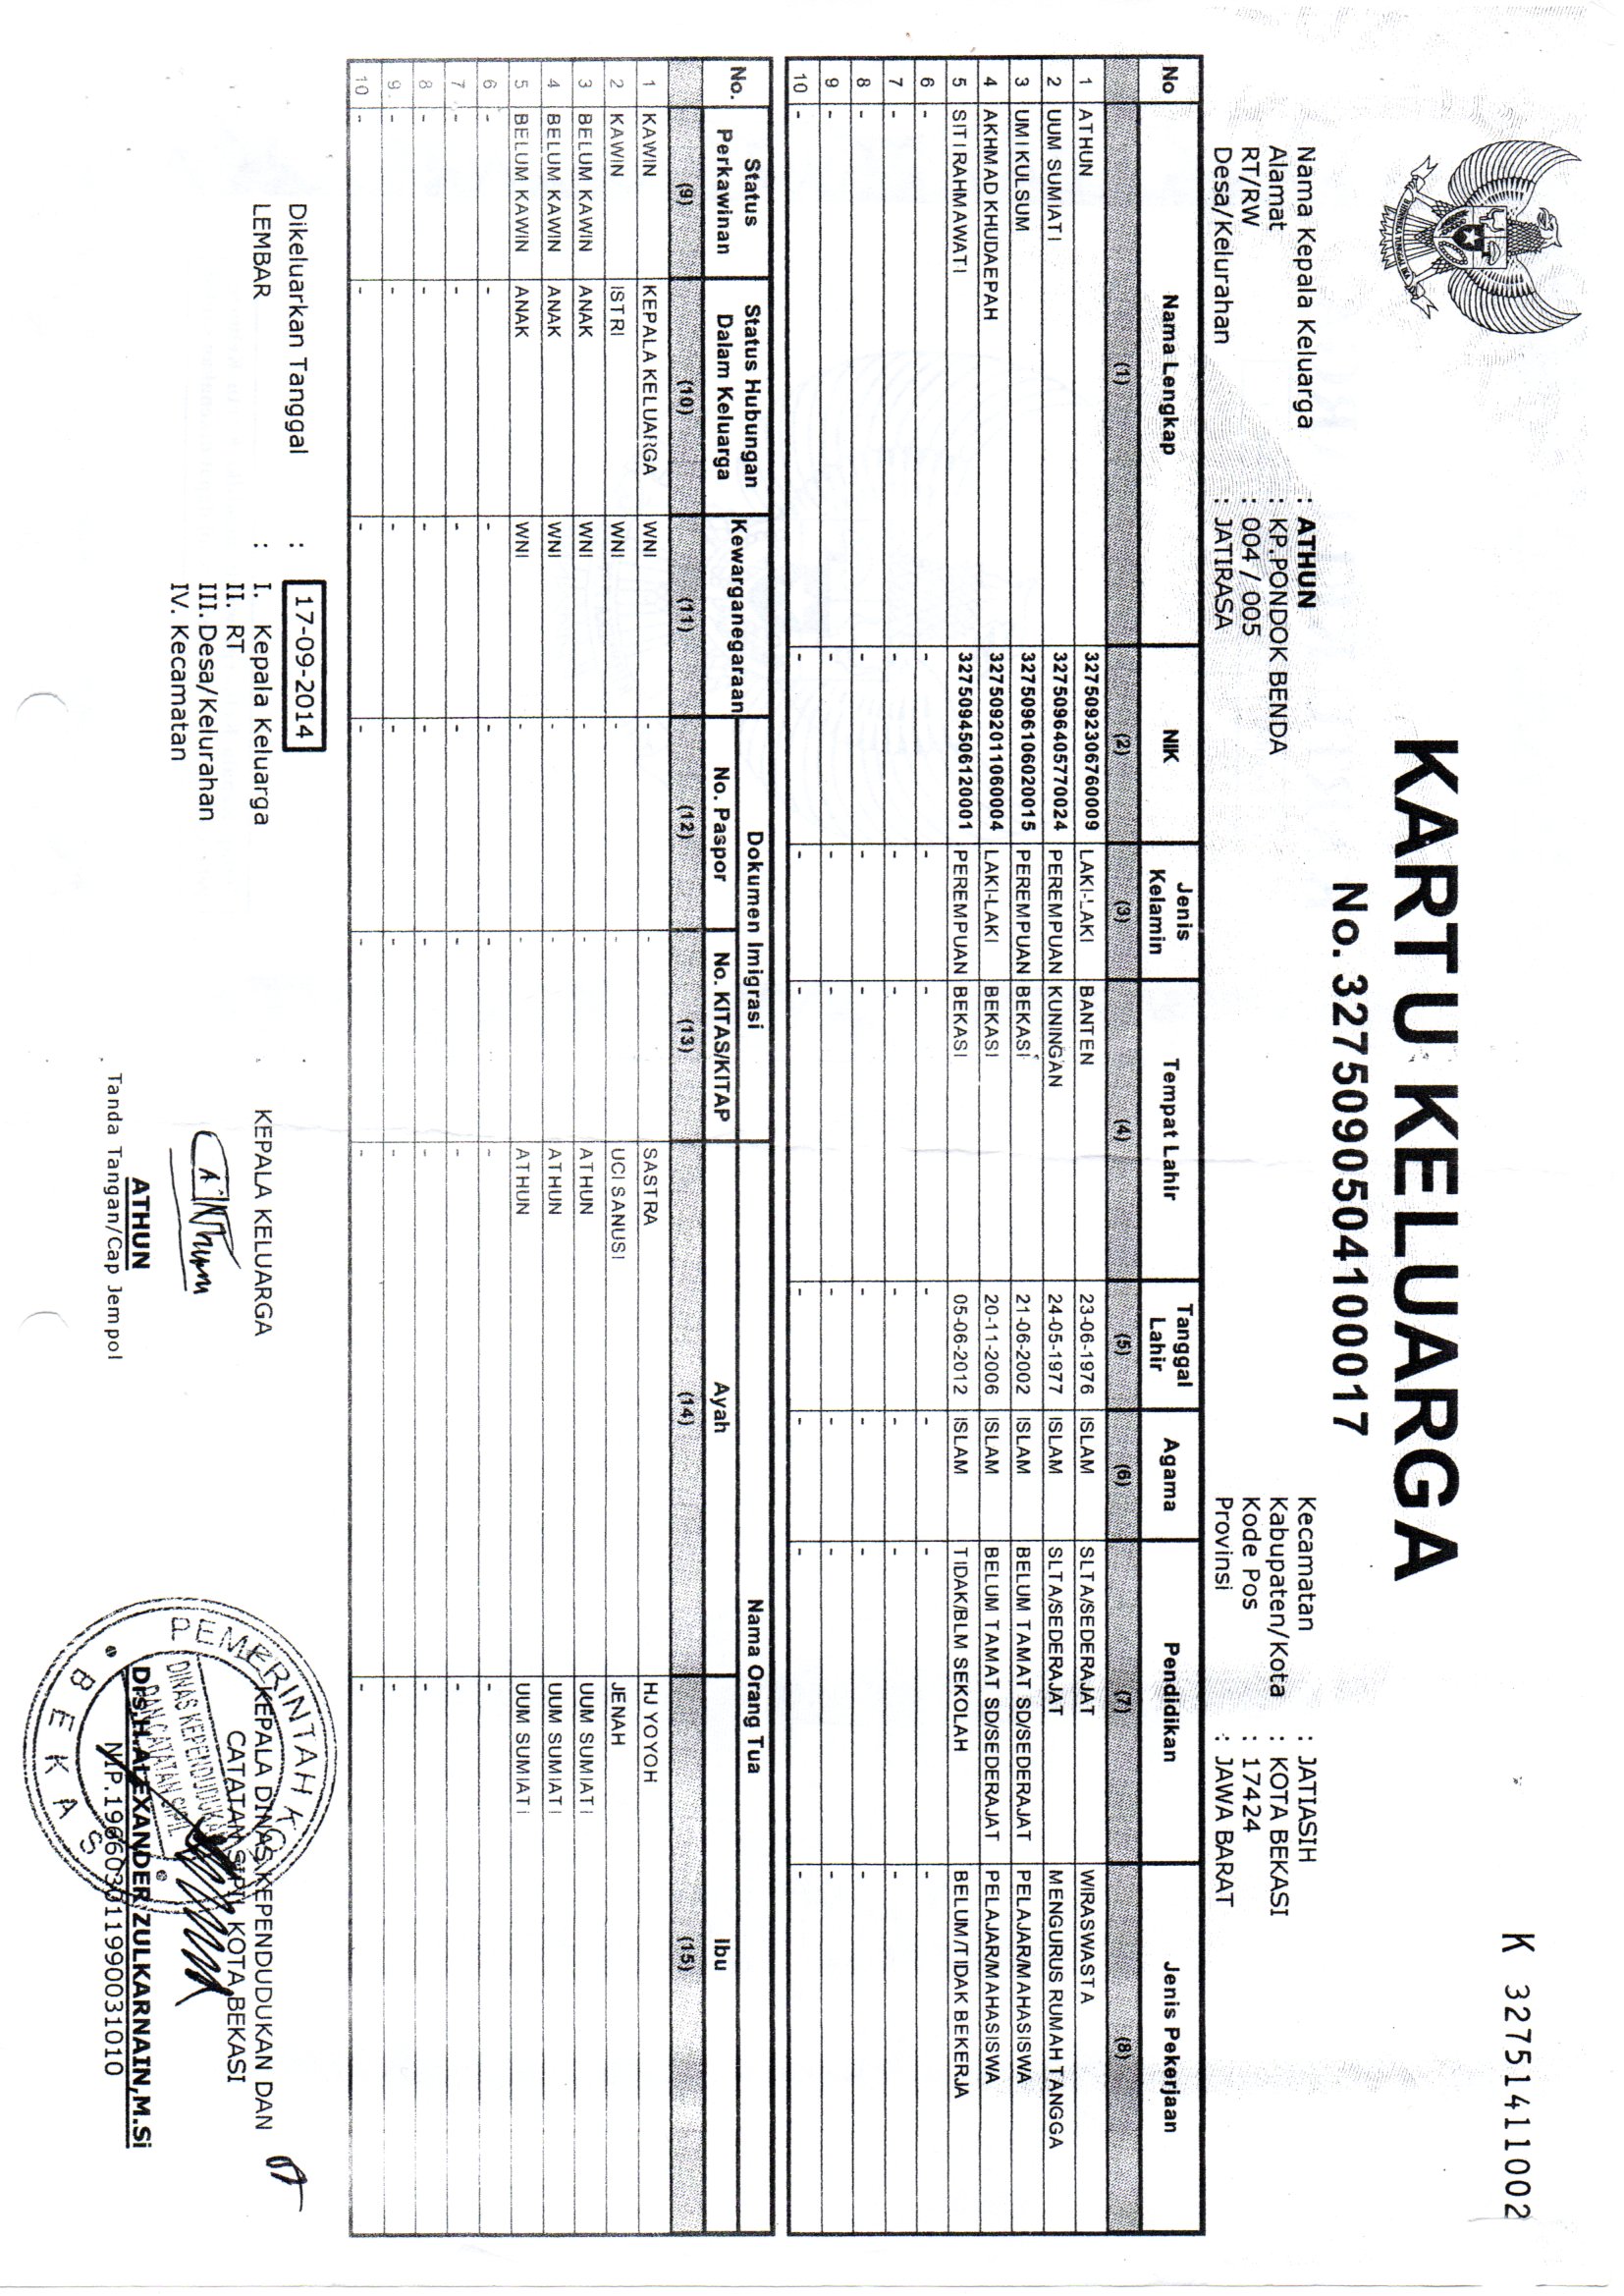 K 32751411002
BHINNEKA TUNGGAL IKA
KARTU KELUARGA
No. 3275090504100017
Nama Kepala Keluarga : ATHUN
Alamat : KP.PONDOK BENDA
RT/RW : 004 / 005
Desa/Kelurahan : JATIRASA
Kecamatan : JATIASIH
Kabupaten/Kota : KOTA BEKASI
Kode Pos : 17424
Provinsi : JAWA BARAT
No Nama Lengkap NIK Jenis Kelamin Tempat Lahir Tanggal Lahir Agama Pendidikan Jenis Pekerjaan
(1) (2) (3) (4) (5) (6) (7) (8)
1 ATHUN 3275092306760009 LAKI-LAKI BANTEN 23-06-1976 ISLAM SLTA/SEDERAJAT WIRASWASTA
2 UUM SUMIATI 3275096405770024 PEREMPUAN KUNINGAN 24-05-1977 ISLAM SLTA/SEDERAJAT MENGURUS RUMAH TANGGA
3 UMI KULSUM 3275096106020015 PEREMPUAN BEKASI 21-06-2002 ISLAM BELUM TAMAT SD/SEDERAJAT PELAJAR/MAHASISWA
4 AKHMAD KHUDAEPAH 3275092011060004 LAKI-LAKI BEKASI 20-11-2006 ISLAM BELUM TAMAT SD/SEDERAJAT PELAJAR/MAHASISWA
5 SITI RAHMAWATI 3275094506120001 PEREMPUAN BEKASI 05-06-2012 ISLAM TIDAK/BLM SEKOLAH BELUM/TIDAK BEKERJA
6 - - - - - - - -
7 - - - - - - - -
8 - - - - - - - -
9 - - - - - - - -
10 - - - - - - - -
No. Status Perkawinan Status Hubungan Dalam Keluarga Kewarganegaraan Dokumen Imigrasi Nama Orang Tua
No. Paspor No. KITAS/KITAP Ayah Ibu
(9) (10) (11) (12) (13) (14) (15)
1 KAWIN KEPALA KELUARGA WNI - - SASTRA HJ YOYOH
2 KAWIN ISTRI WNI - - UCI SANUSI JENAH
3 BELUM KAWIN ANAK WNI - - ATHUN UUM SUMIATI
4 BELUM KAWIN ANAK WNI - - ATHUN UUM SUMIATI
5 BELUM KAWIN ANAK WNI - - ATHUN UUM SUMIATI
6 - - - - - - -
7 - - - - - - -
8 - - - - - - -
9 - - - - - - -
10 - - - - - - -
Dikeluarkan Tanggal : 17-09-2014
LEMBAR : I. Kepala Keluarga
II. RT
III. Desa/Kelurahan
IV. Kecamatan
KEPALA KELUARGA
ATHUN
Tanda Tangan/Cap Jempol
KEPALA DINAS KEPENDUDUKAN DAN
CATATAN SIPIL KOTA BEKASI
PEMERINTAH KOTA
DINAS KEPENDUDUKAN
DAN CATATAN SIPIL
BEKASI
Drs.H.ALEXANDER ZULKARNAIN,M.Si
NIP.196603011990031010